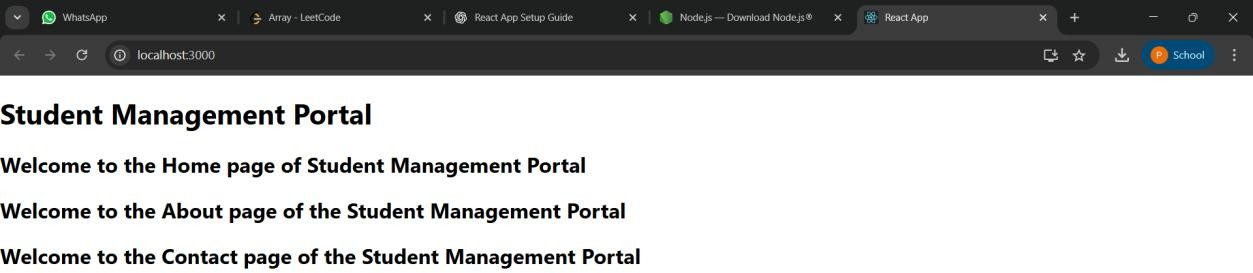 WhatsApp
Array - LeetCode
React App Setup Guide
Node.js — Download Node.js®
React App
localhost:3000
P School
Student Management Portal
Welcome to the Home page of Student Management Portal
Welcome to the About page of the Student Management Portal
Welcome to the Contact page of the Student Management Portal